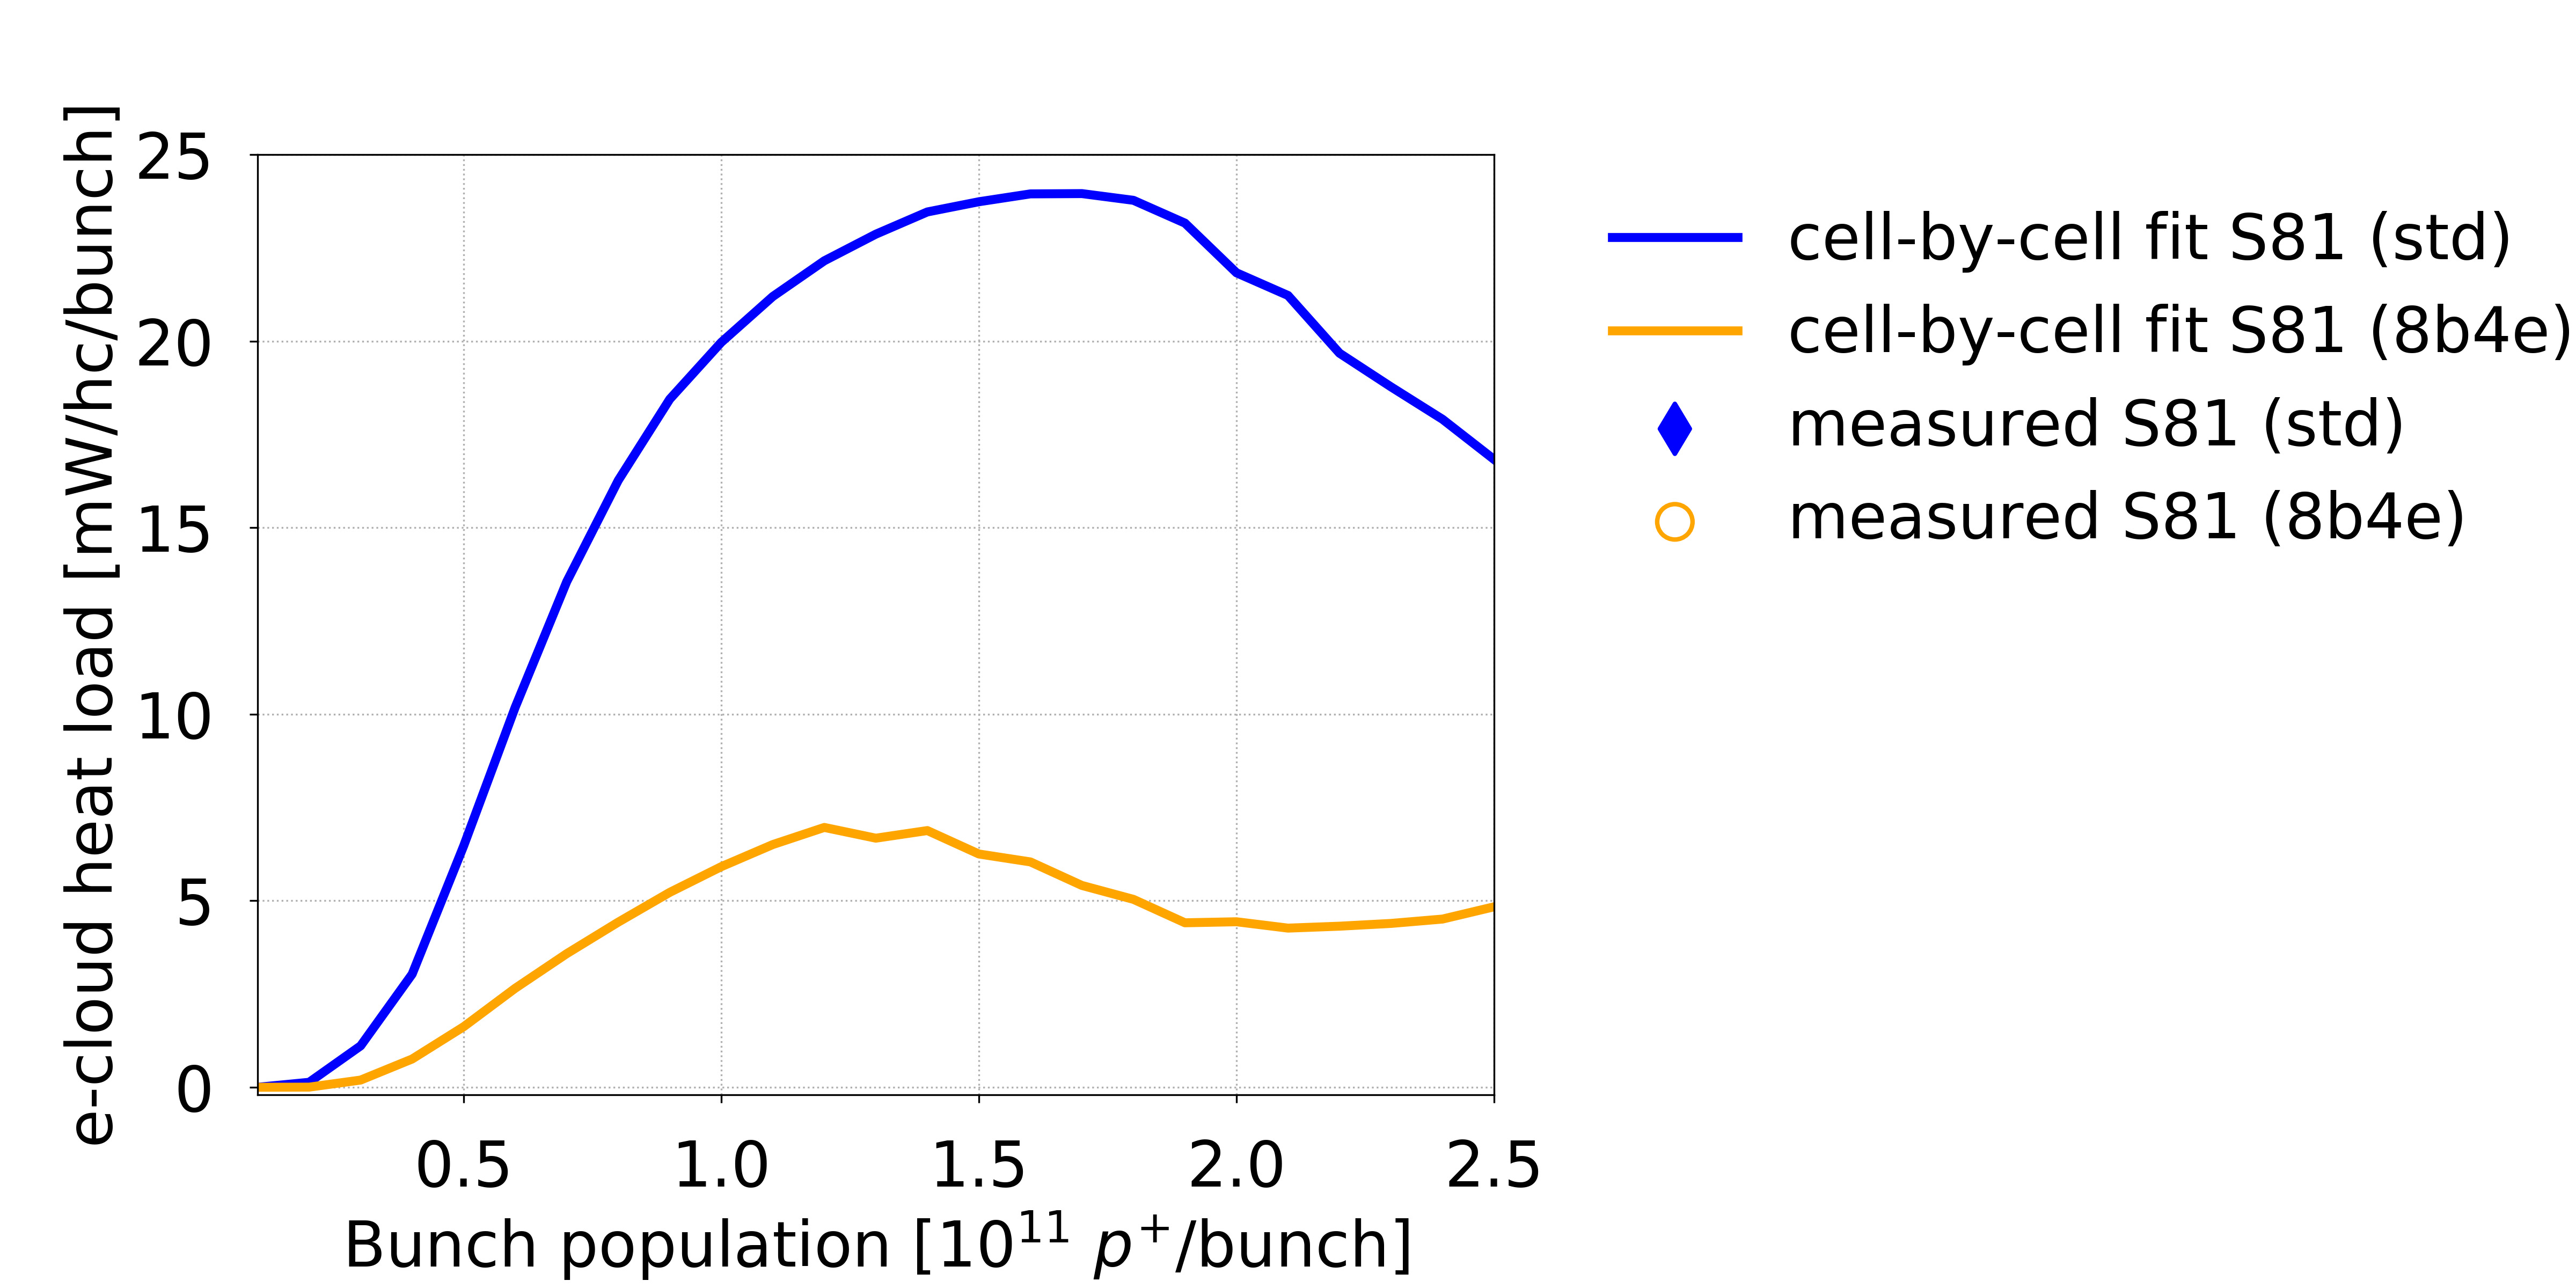 e-cloud heat load [mW/hc/bunch]
25
20
15
10
5
0
0.5 1.0 1.5 2.0 2.5
Bunch population [10¹¹ p⁺/bunch]
cell-by-cell fit S81 (std)
cell-by-cell fit S81 (8b4e)
measured S81 (std)
measured S81 (8b4e)